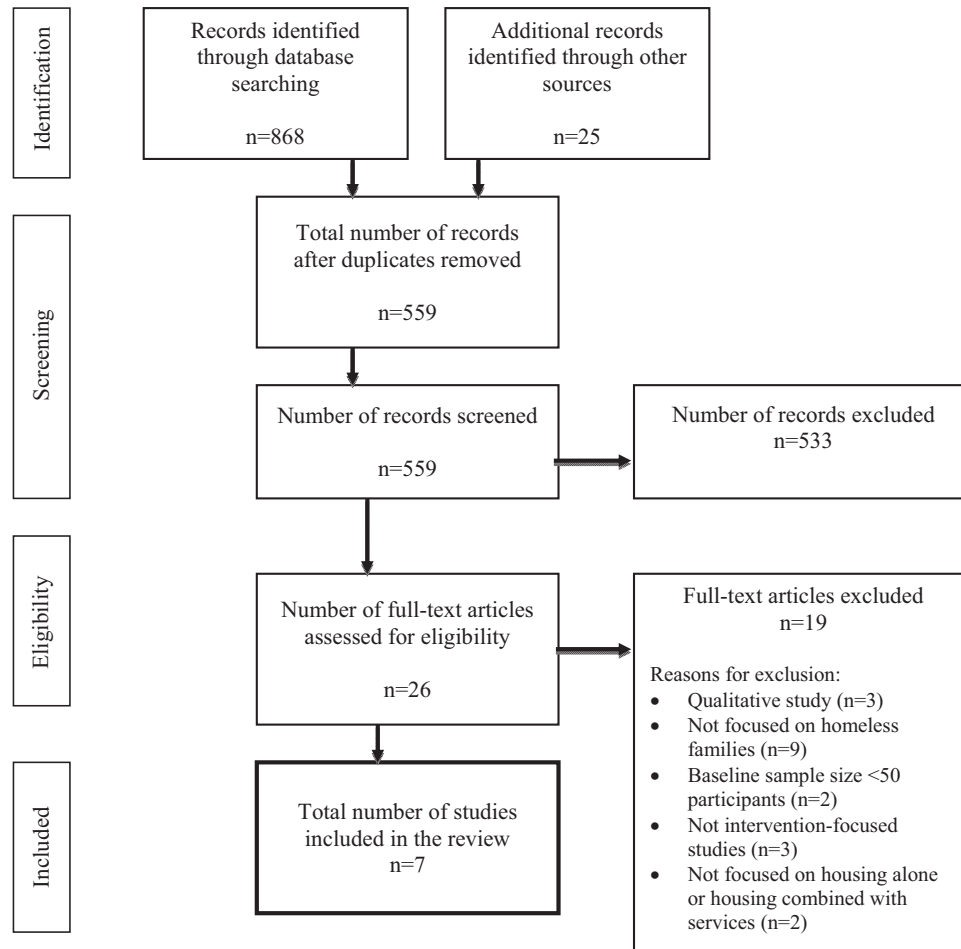 Identification
Records identified
through database
searching
n=868
Additional records
identified through other
sources
n=25
Screening
Total number of records
after duplicates removed
n=559
Number of records screened
n=559
Number of records excluded
n=533
Eligibility
Number of full-text articles
assessed for eligibility
n=26
Full-text articles excluded
n=19
Reasons for exclusion:
• Qualitative study (n=3)
• Not focused on homeless
families (n=9)
• Baseline sample size <50
participants (n=2)
• Not intervention-focused
studies (n=3)
• Not focused on housing alone
or housing combined with
services (n=2)
Included
Total number of studies
included in the review
n=7